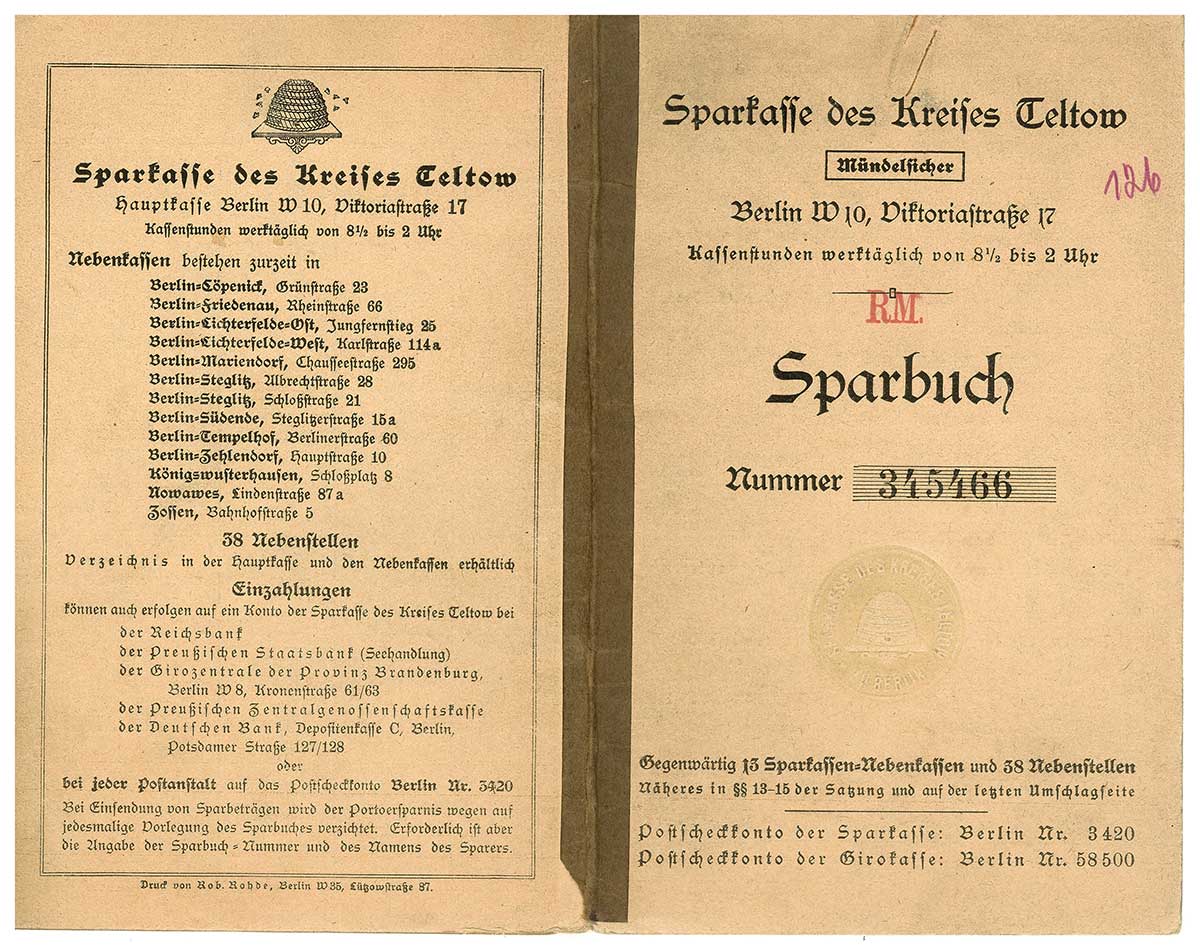 Sparkasse des Kreises Teltow
Hauptkasse Berlin W 10, Viktoriastraße 17
Kassenstunden werktäglich von 8½ bis 2 Uhr
Nebenkassen bestehen zurzeit in
Berlin=Cöpenick, Grünstraße 23
Berlin=Friedenau, Rheinstraße 66
Berlin=Lichterfelde=Ost, Jungfernstieg 25
Berlin=Lichterfelde=West, Karlstraße 114a
Berlin=Mariendorf, Chausseestraße 295
Berlin=Steglitz, Albrechtstraße 28
Berlin=Steglitz, Schloßstraße 21
Berlin=Südende, Steglitzerstraße 15a
Berlin=Tempelhof, Berlinerstraße 60
Berlin=Zehlendorf, Hauptstraße 10
Königswusterhausen, Schloßplatz 8
Nowawes, Lindenstraße 87a
Zossen, Bahnhofstraße 5
38 Nebenstellen
Verzeichnis in der Hauptkasse und den Nebenkassen erhältlich
Einzahlungen
können auch erfolgen auf ein Konto der Sparkasse des Kreises Teltow bei
der Reichsbank
der Preußischen Staatsbank (Seehandlung)
der Girozentrale der Provinz Brandenburg,
Berlin W 8, Kronenstraße 61/63
der Preußischen Zentralgenossenschaftskasse
der Deutschen Bank, Depositenkasse C, Berlin,
Potsdamer Straße 127/128
oder
bei jeder Postanstalt auf das Postscheckkonto Berlin Nr. 3420
Bei Einsendung von Sparbeträgen wird der Portoersparnis wegen auf
jedesmalige Vorlegung des Sparbuches verzichtet. Erforderlich ist aber
die Angabe der Sparbuch=Nummer und des Namens des Sparers.
Druck von Rob. Rohde, Berlin W35, Lützowstraße 87.
Sparkasse des Kreises Teltow
Mündelsicher
126
Berlin W 10, Viktoriastraße 17
Kassenstunden werktäglich von 8½ bis 2 Uhr
RM.
Sparbuch
Nummer 345466
SPARKASSE DES KREISES TELTOW
BERLIN
Gegenwärtig 13 Sparkassen=Nebenkassen und 38 Nebenstellen
Näheres in §§ 13-15 der Satzung und auf der letzten Umschlagseite
Postscheckkonto der Sparkasse: Berlin Nr. 3420
Postscheckkonto der Girokasse: Berlin Nr. 58500